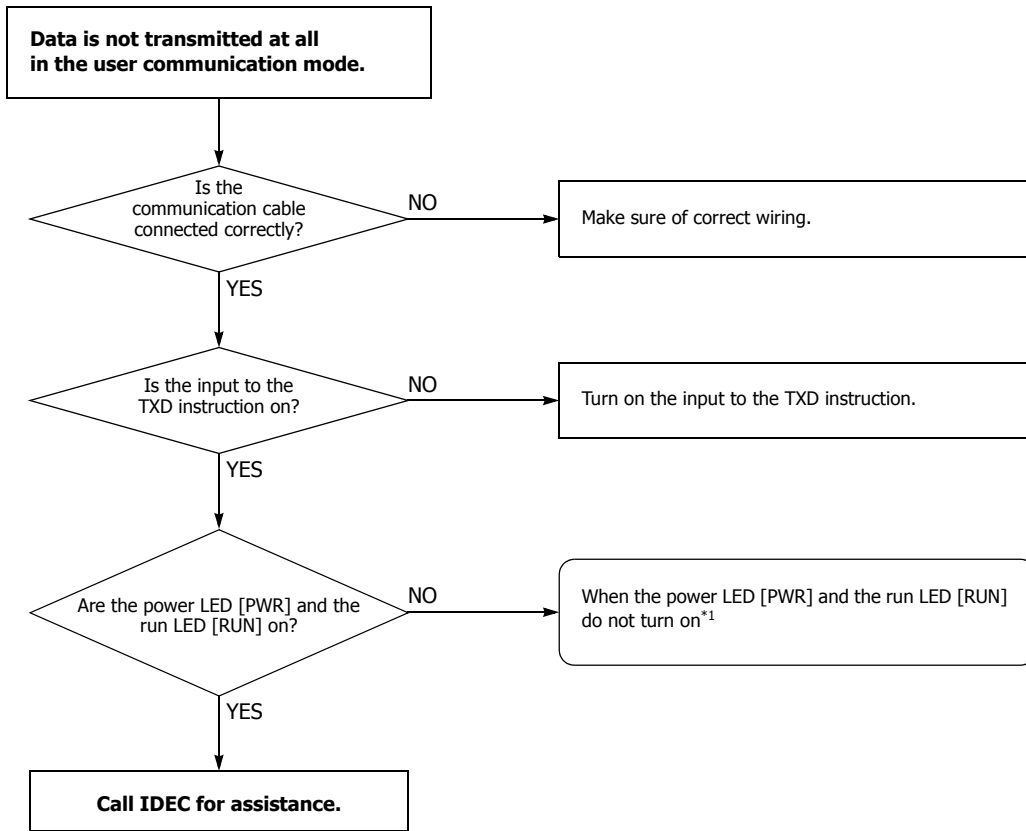 Data is not transmitted at all
in the user communication mode.
Is the
communication cable
connected correctly?
NO
Make sure of correct wiring.
YES
Is the input to the
TXD instruction on?
NO
Turn on the input to the TXD instruction.
YES
Are the power LED [PWR] and the
run LED [RUN] on?
NO
When the power LED [PWR] and the run LED [RUN]
do not turn on*1
YES
Call IDEC for assistance.